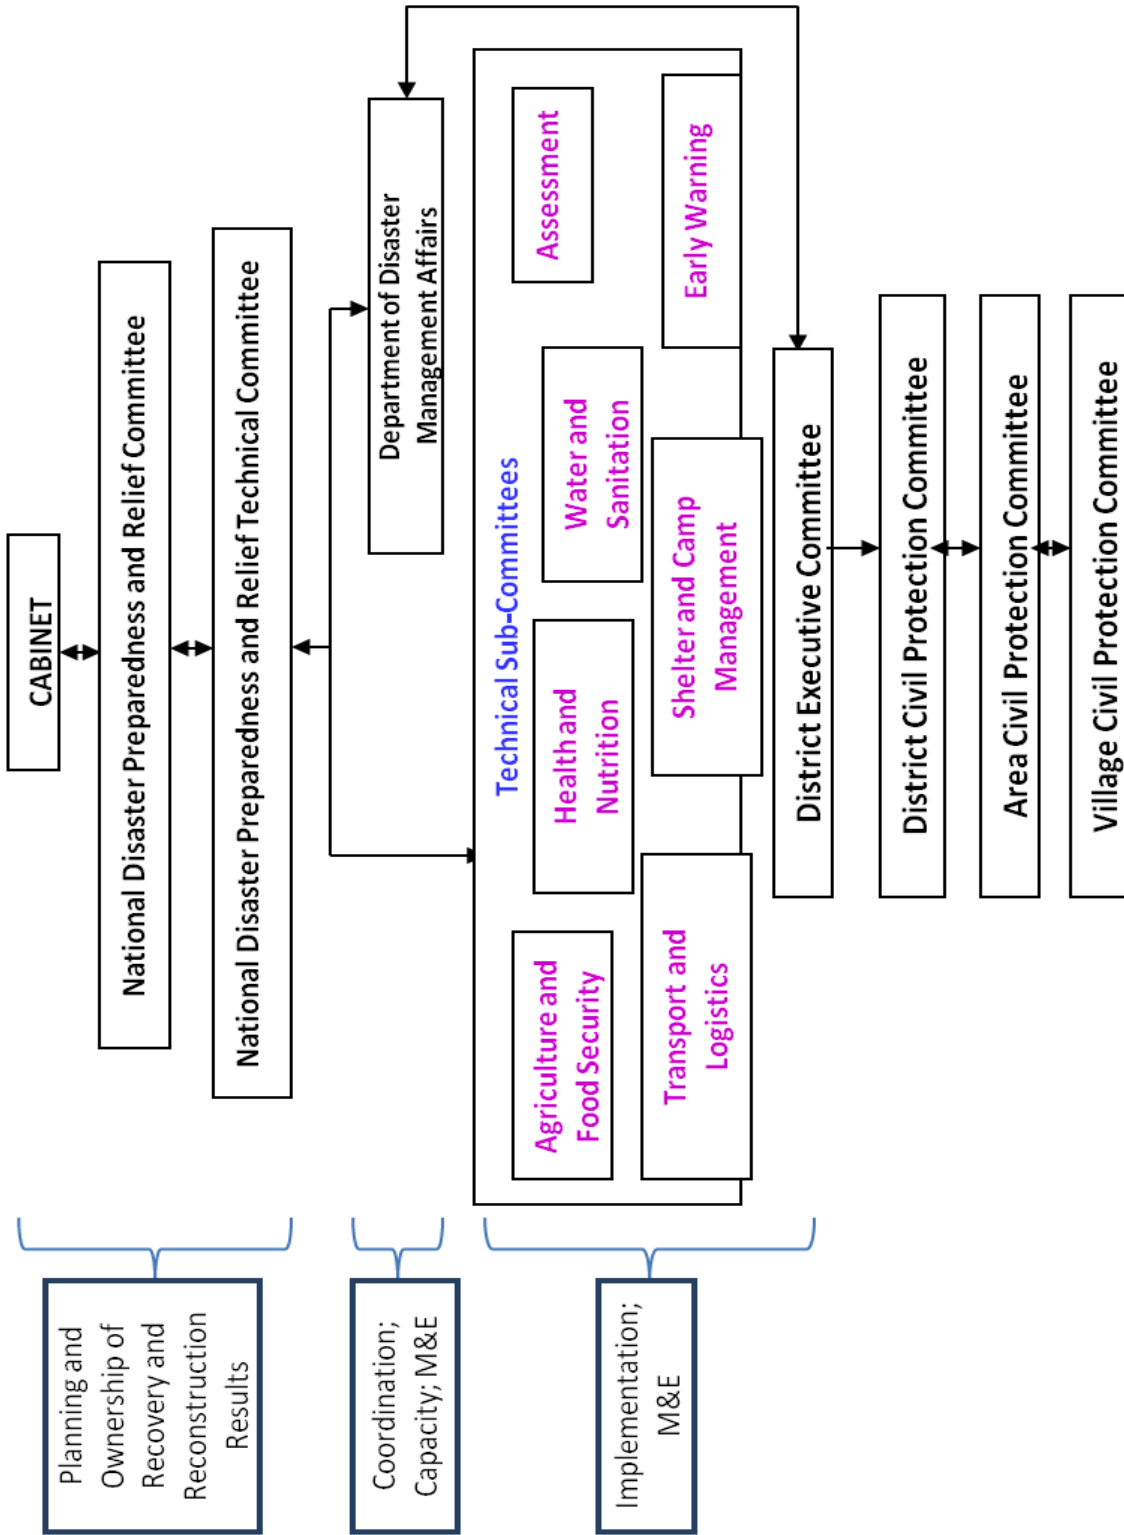 CABINET
National Disaster Preparedness and Relief Committee
National Disaster Preparedness and Relief Technical Committee
Department of Disaster
Management Affairs
Technical Sub-Committees
Agriculture and
Food Security
Health and
Nutrition
Water and
Sanitation
Assessment
Transport and
Logistics
Shelter and Camp
Management
Early Warning
District Executive Committee
District Civil Protection Committee
Area Civil Protection Committee
Village Civil Protection Committee
Planning and
Ownership of
Recovery and
Reconstruction
Results
Coordination;
Capacity; M&E
Implementation;
M&E